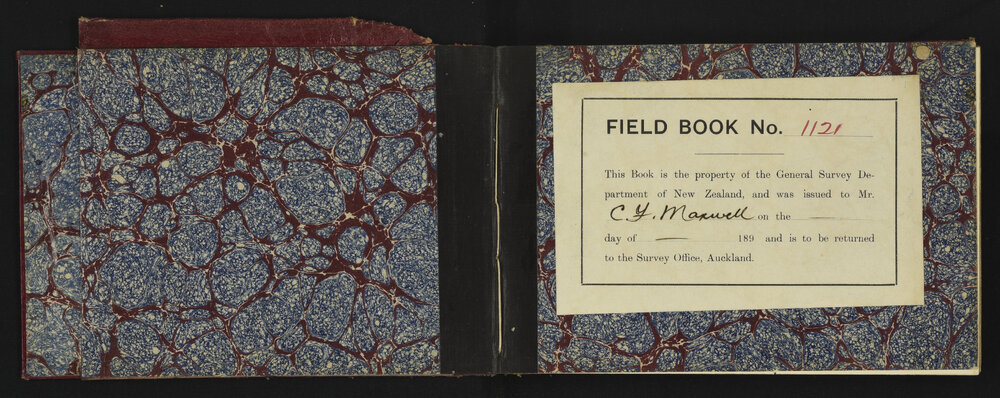 FIELD BOOK No. 1121
This Book is the property of the General Survey De-
partment of New Zealand, and was issued to Mr.
C. F. Maxwell on the
day of — 189 and is to be returned
to the Survey Office, Auckland.